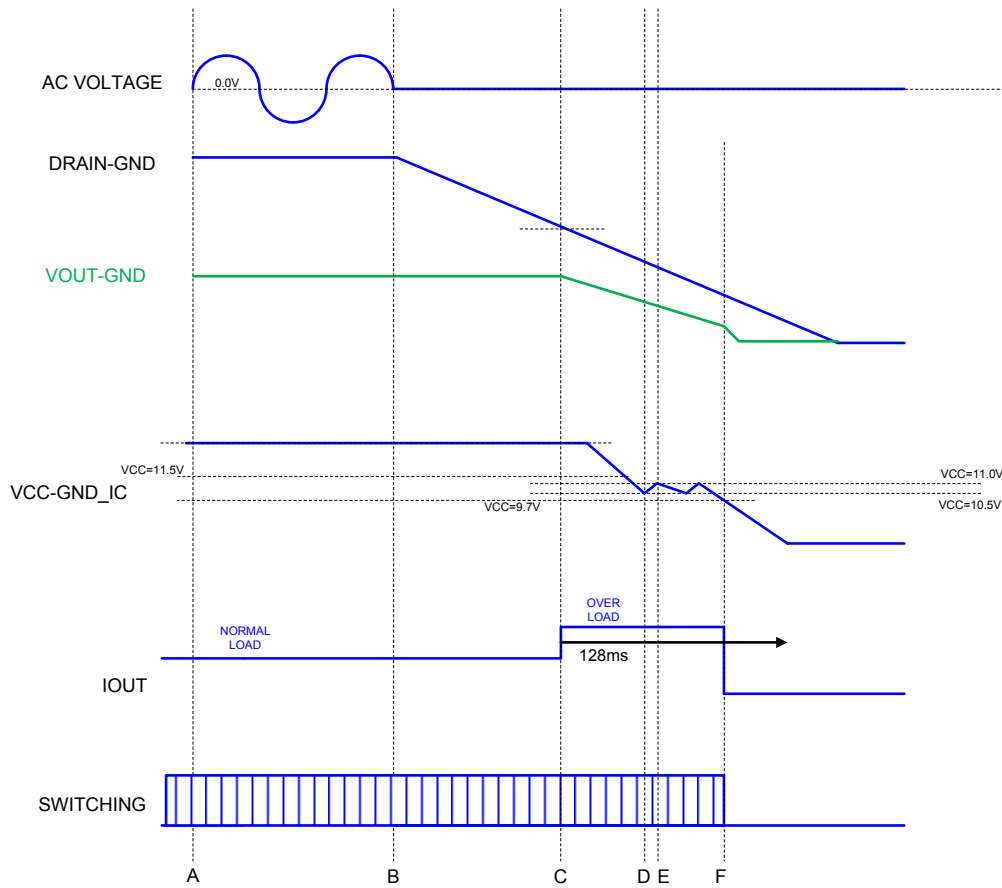 AC VOLTAGE
0.0V
DRAIN-GND
VOUT-GND
VCC=11.5V
VCC-GND_IC
VCC=11.0V
VCC=9.7V
VCC=10.5V
OVER
LOAD
NORMAL
LOAD
128ms
IOUT
SWITCHING
A B C D E F